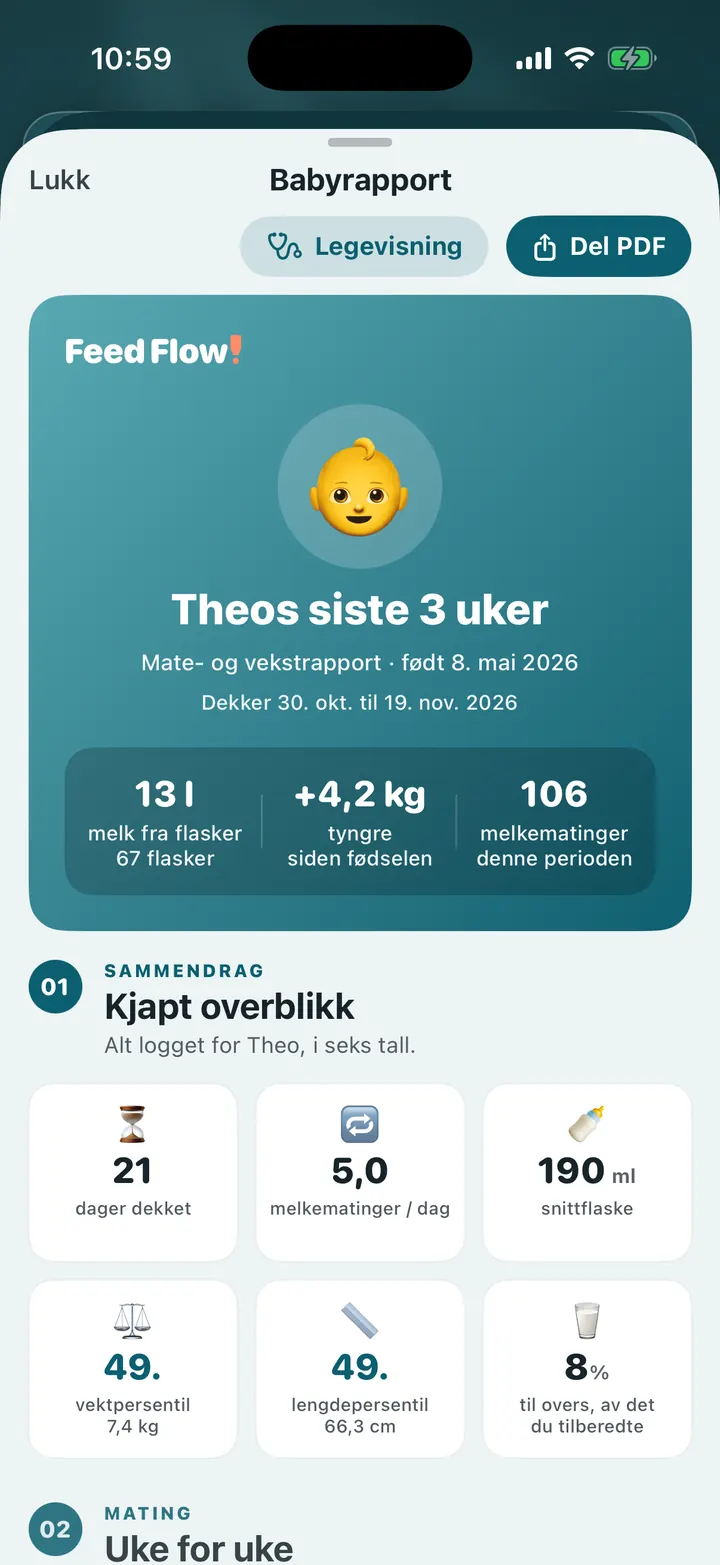 10:59
Lukk
Babyrapport
Legevisning
Del PDF
Feed Flow!
Theos siste 3 uker
Mate- og vekstrapport · født 8. mai 2026
Dekker 30. okt. til 19. nov. 2026
13 l
melk fra flasker
67 flasker
+4,2 kg
tyngre
siden fødselen
106
melkematinger
denne perioden
01
SAMMENDRAG
Kjapt overblikk
Alt logget for Theo, i seks tall.
21
dager dekket
5,0
melkematinger / dag
190 ml
snittflaske
49.
vektpersentil
7,4 kg
49.
lengdepersentil
66,3 cm
8%
til overs, av det
du tilberedte
02
MATING
Uke for uke